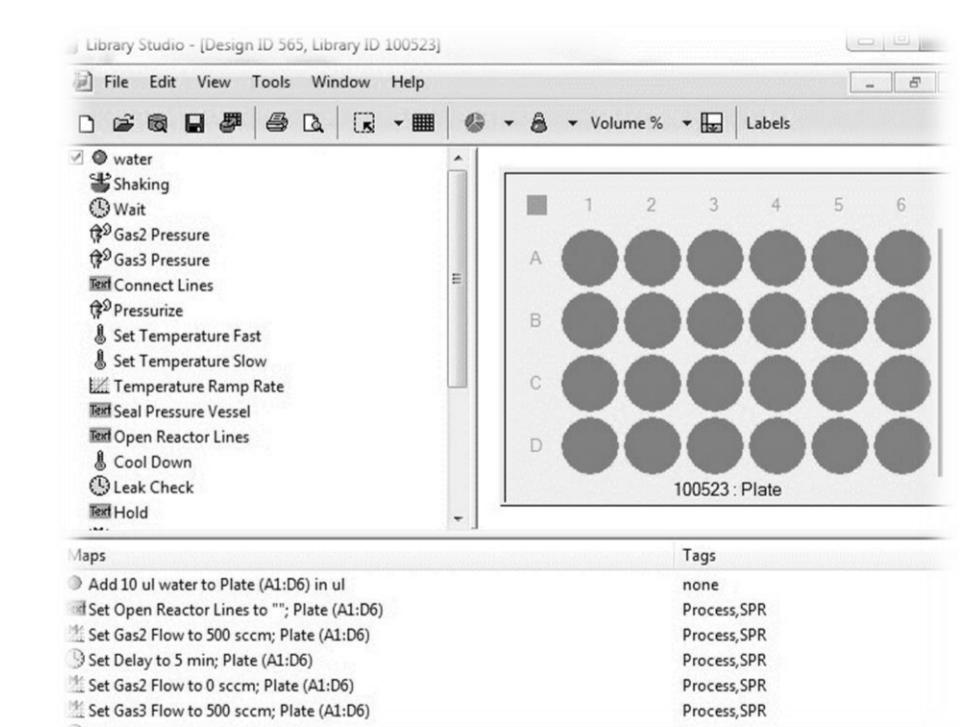 Library Studio - [Design ID 565, Library ID 100523]
File Edit View Tools Window Help
Volume % Labels
water
Shaking
Wait
Gas2 Pressure
Gas3 Pressure
Text Connect Lines
Pressurize
Set Temperature Fast
Set Temperature Slow
Temperature Ramp Rate
Text Seal Pressure Vessel
Text Open Reactor Lines
Cool Down
Leak Check
Text Hold
1 2 3 4 5 6
A
B
C
D
100523 : Plate
Maps Tags
Add 10 ul water to Plate (A1:D6) in ul none
Set Open Reactor Lines to ""; Plate (A1:D6) Process,SPR
Set Gas2 Flow to 500 sccm; Plate (A1:D6) Process,SPR
Set Delay to 5 min; Plate (A1:D6) Process,SPR
Set Gas2 Flow to 0 sccm; Plate (A1:D6) Process,SPR
Set Gas3 Flow to 500 sccm; Plate (A1:D6) Process,SPR